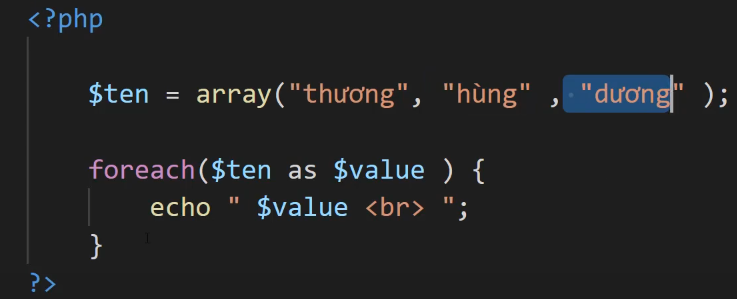 <?php
$ten = array("thương", "hùng" , "dương" );
foreach($ten as $value ) {
echo " $value <br> ";
}
?>